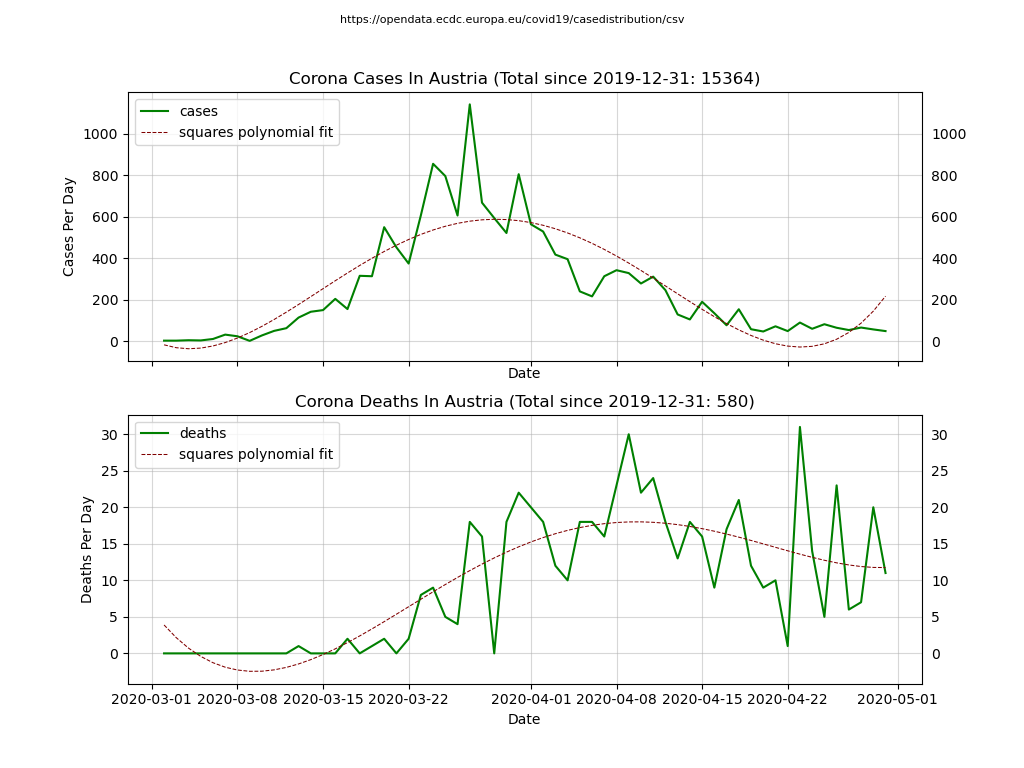 https://opendata.ecdc.europa.eu/covid19/casedistribution/csv
Corona Cases In Austria (Total since 2019-12-31: 15364)
cases
squares polynomial fit
1000 1000
800 800
600 600
400 400
200 200
0 0
Cases Per Day
Date
Corona Deaths In Austria (Total since 2019-12-31: 580)
deaths
squares polynomial fit
30 30
25 25
20 20
15 15
10 10
5 5
0 0
Deaths Per Day
2020-03-01 2020-03-08 2020-03-15 2020-03-22 2020-04-01 2020-04-08 2020-04-15 2020-04-22 2020-05-01
Date